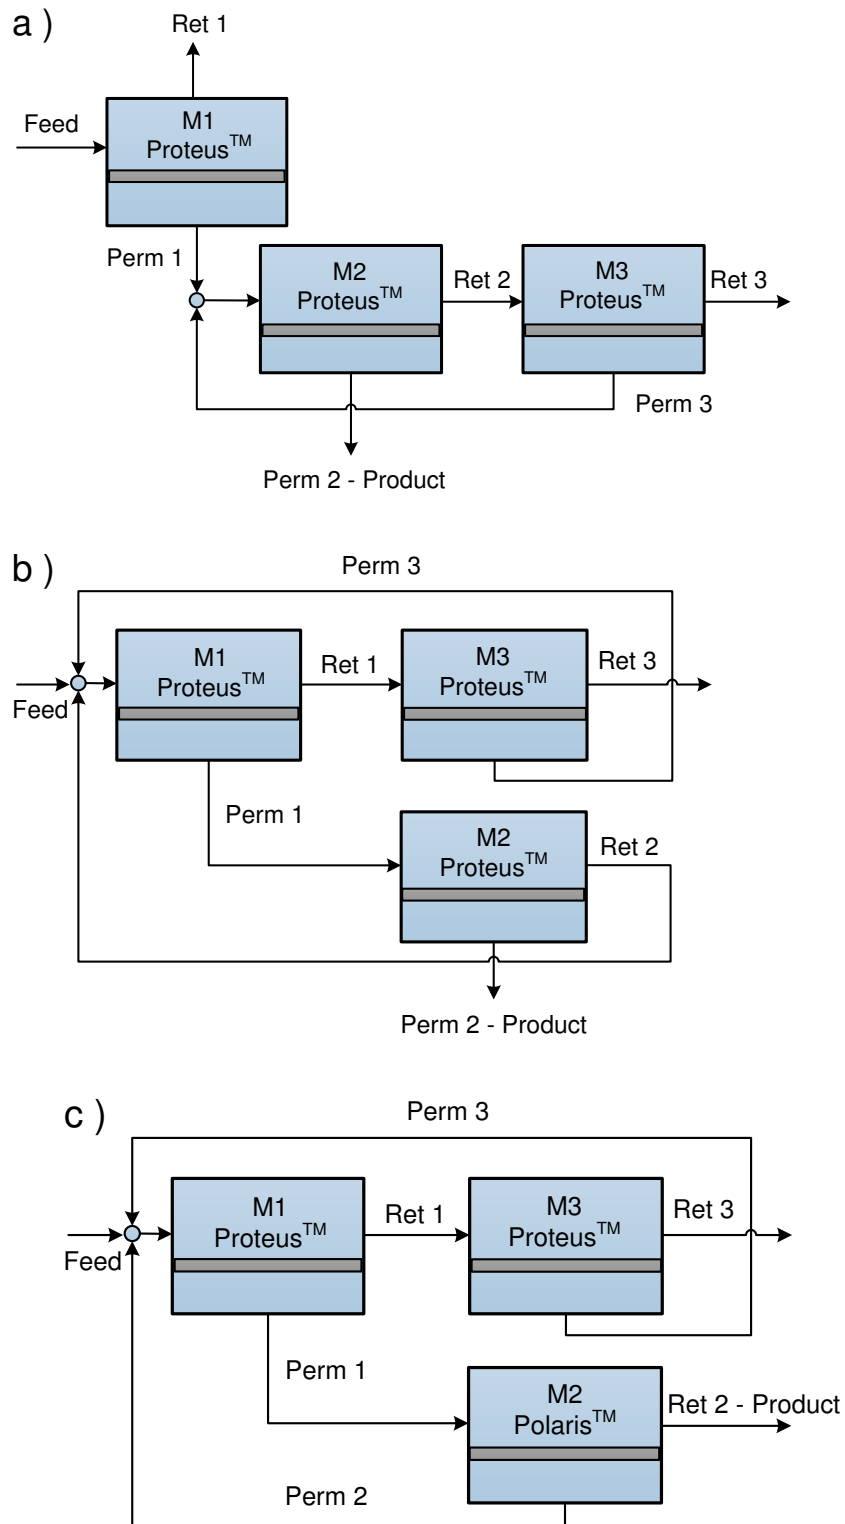 a )
Ret 1
Feed
M1
Proteus™
Perm 1
M2
Proteus™
Ret 2
M3
Proteus™
Ret 3
Perm 3
Perm 2 - Product
b )
Perm 3
Feed
M1
Proteus™
Ret 1
M3
Proteus™
Ret 3
Perm 1
M2
Proteus™
Ret 2
Perm 2 - Product
c )
Perm 3
Feed
M1
Proteus™
Ret 1
M3
Proteus™
Ret 3
Perm 1
M2
Polaris™
Ret 2 - Product
Perm 2